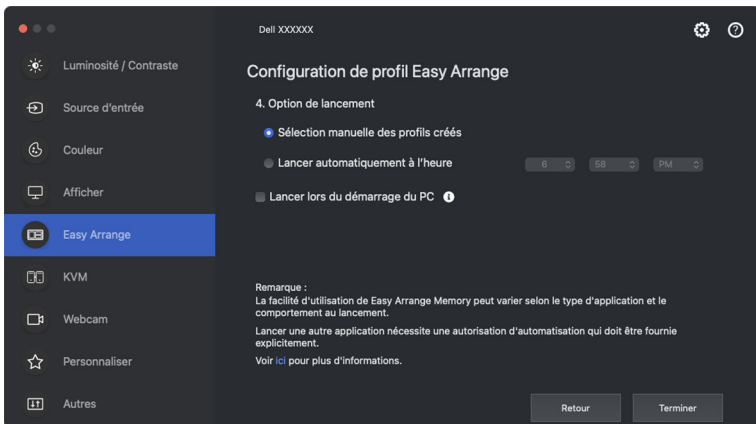 Dell XXXXXX
Luminosité / Contraste
Source d'entrée
Couleur
Afficher
Easy Arrange
KVM
Webcam
Personnaliser
Autres
Configuration de profil Easy Arrange
4. Option de lancement
Sélection manuelle des profils créés
Lancer automatiquement à l'heure
6 58 PM
Lancer lors du démarrage du PC
Remarque :
La facilité d'utilisation de Easy Arrange Memory peut varier selon le type d'application et le
comportement au lancement.
Lancer une autre application nécessite une autorisation d'automatisation qui doit être fournie
explicitement.
Voir ici pour plus d'informations.
Retour
Terminer